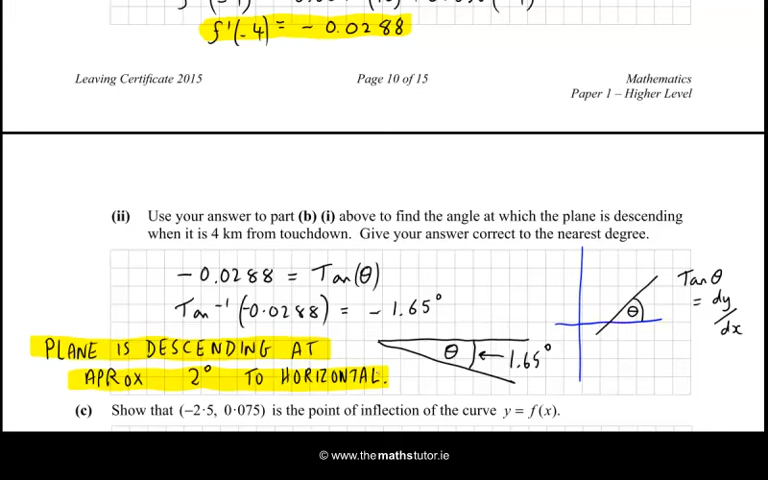 f'(-4) = - 0.0288
Leaving Certificate 2015
Page 10 of 15
Mathematics
Paper 1 – Higher Level
(ii) Use your answer to part (b) (i) above to find the angle at which the plane is descending
when it is 4 km from touchdown. Give your answer correct to the nearest degree.
-0.0288 = Tan(θ)
Tan⁻¹(-0.0288) = -1.65°
PLANE IS DESCENDING AT
APROX 2° TO HORIZONTAL.
θ ← 1.65°
θ
Tan θ
= dy/dx
(c) Show that (−2·5, 0·075) is the point of inflection of the curve y = f(x).
© www.themathstutor.ie